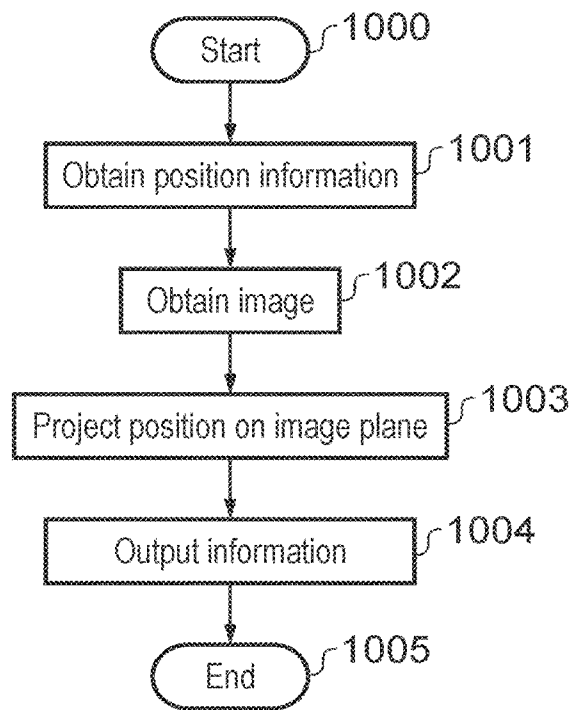 Start 1000
Obtain position information 1001
Obtain image 1002
Project position on image plane 1003
Output information 1004
End 1005